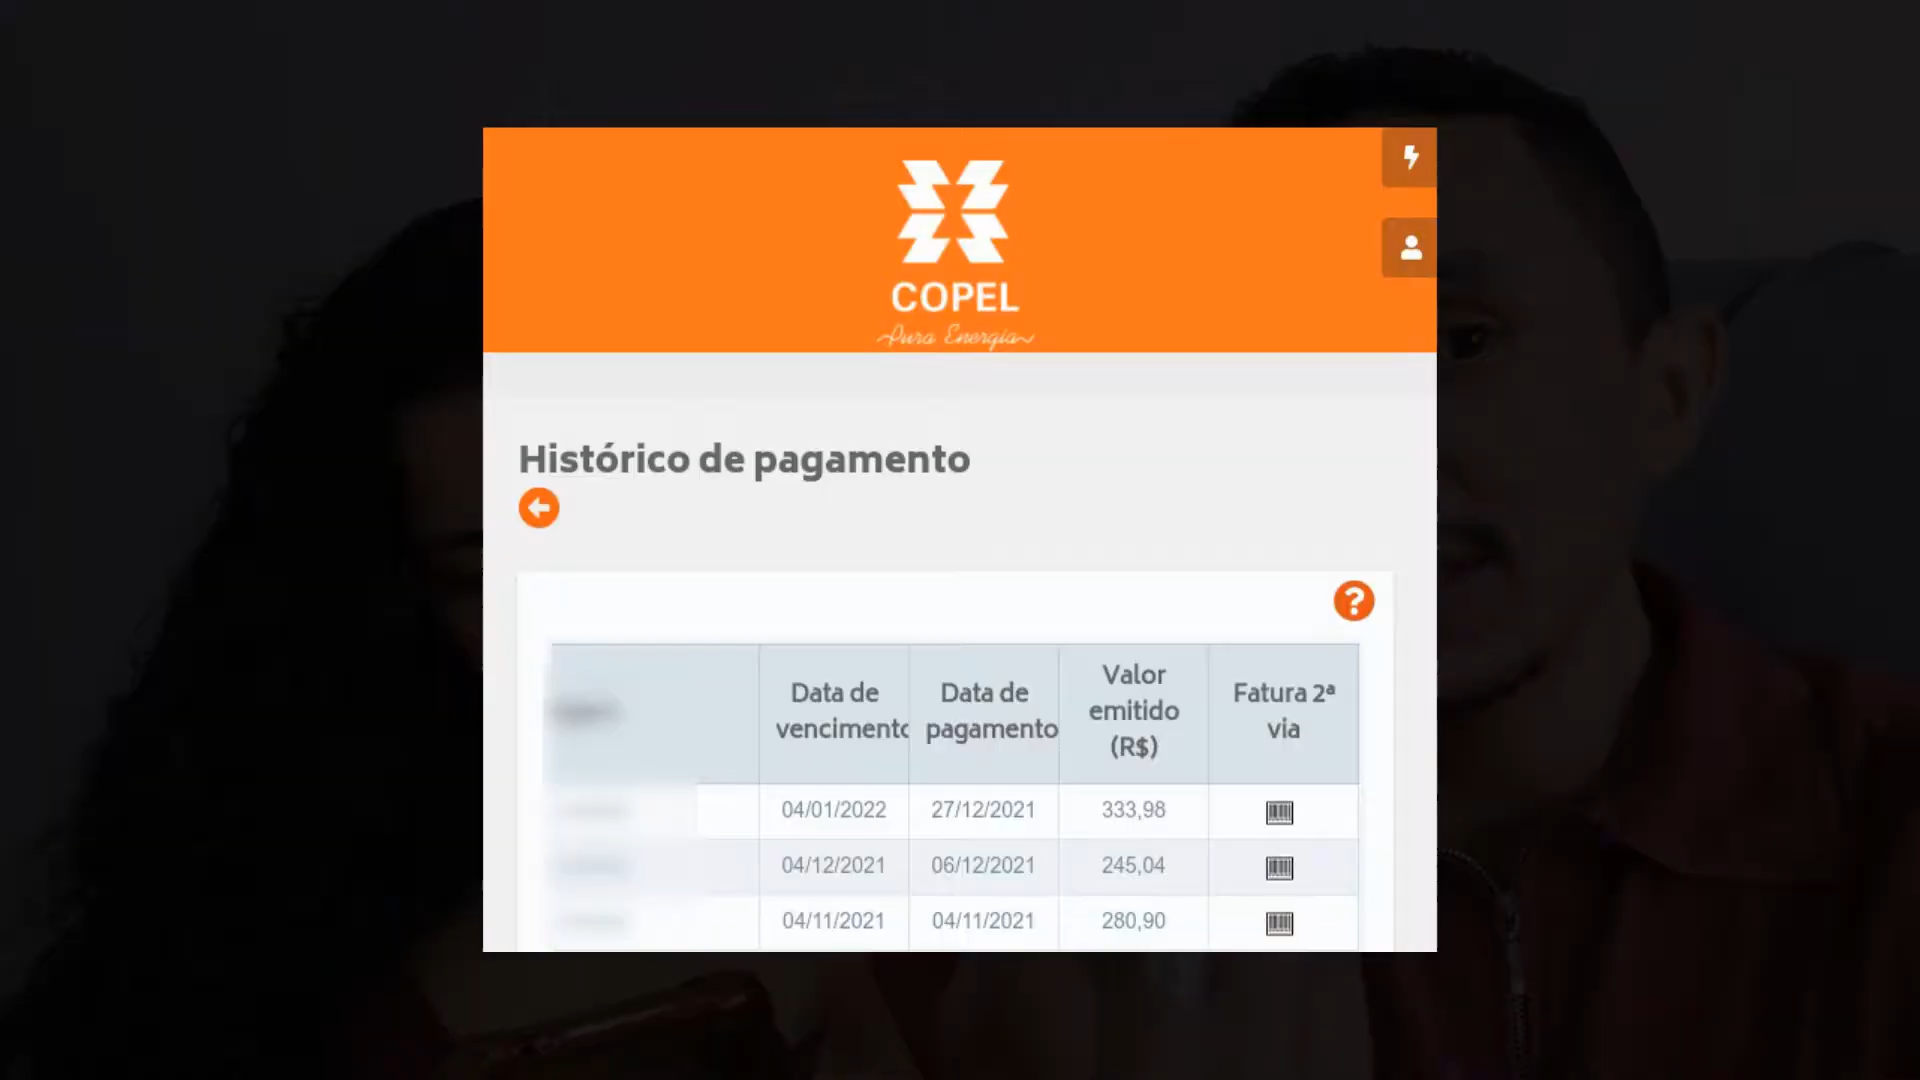 COPEL
Pura Energia
Histórico de pagamento
Data de vencimento
Data de pagamento
Valor emitido (R$)
Fatura 2ª via
04/01/2022 27/12/2021 333,98
04/12/2021 06/12/2021 245,04
04/11/2021 04/11/2021 280,90